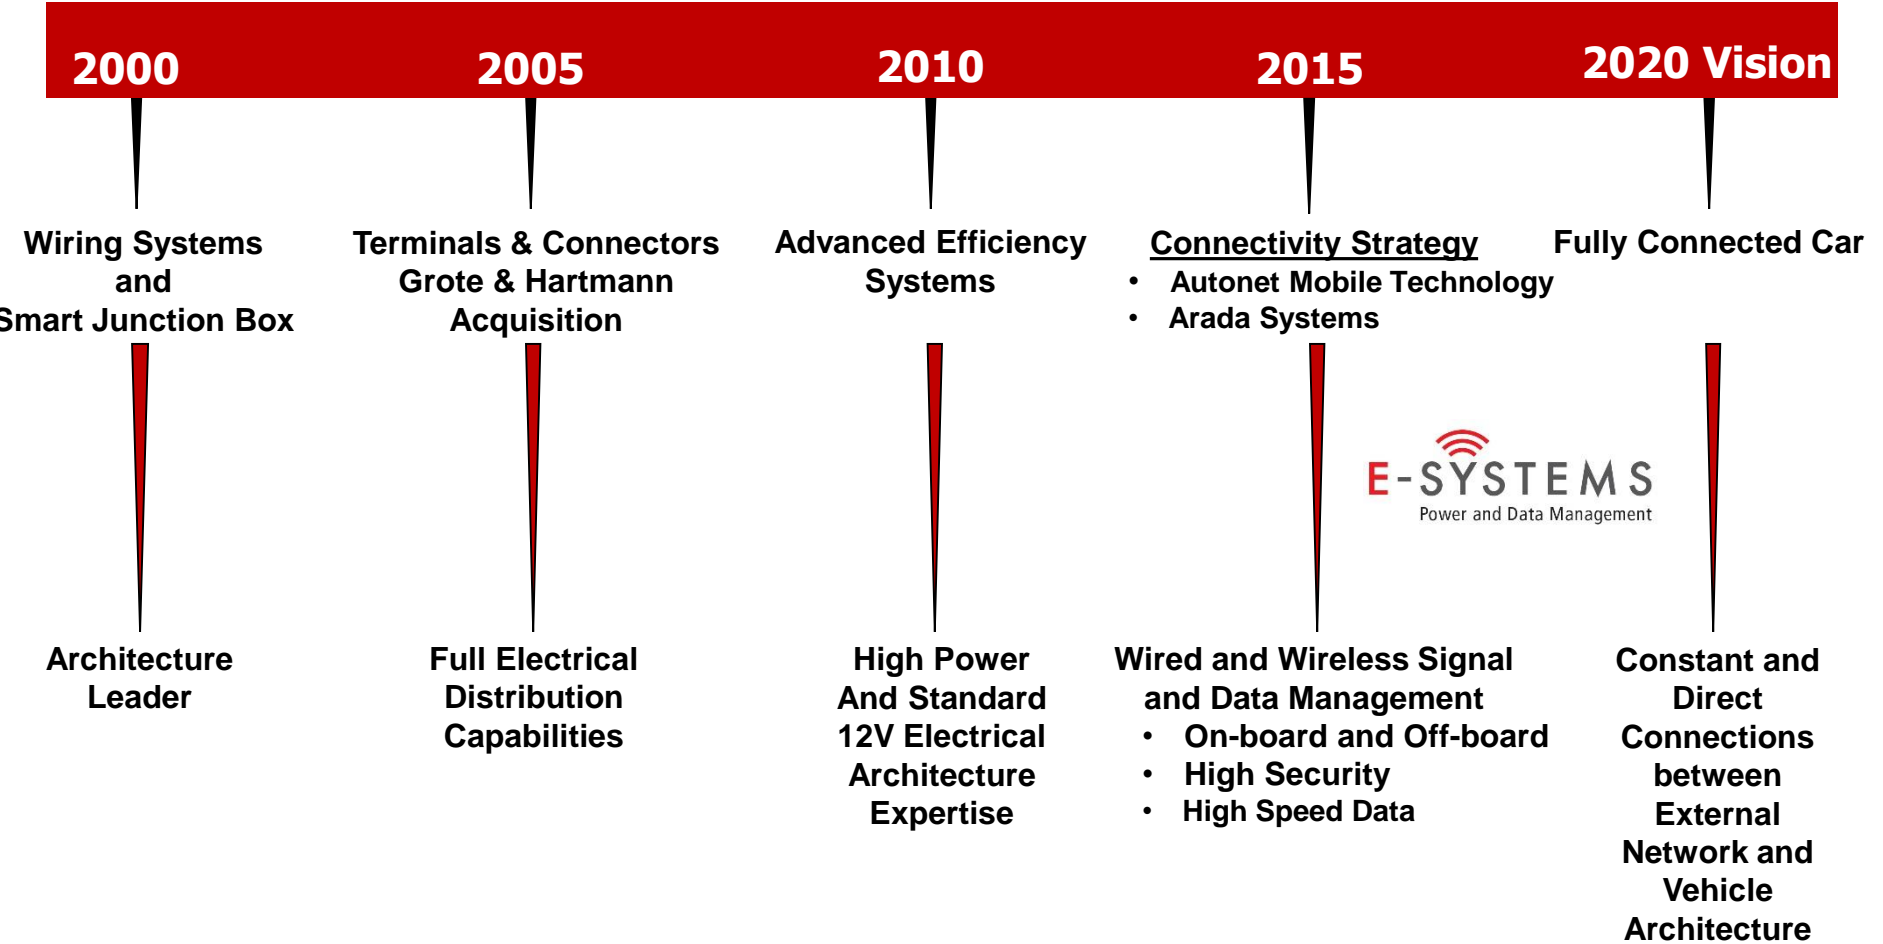 2000
2005
2010
2015
2020 Vision
Wiring Systems
and
Smart Junction Box
Terminals & Connectors
Grote & Hartmann
Acquisition
Advanced Efficiency
Systems
Connectivity Strategy
• Autonet Mobile Technology
• Arada Systems
Fully Connected Car
E-SYSTEMS
Power and Data Management
Architecture
Leader
Full Electrical
Distribution
Capabilities
High Power
And Standard
12V Electrical
Architecture
Expertise
Wired and Wireless Signal
and Data Management
• On-board and Off-board
• High Security
• High Speed Data
Constant and
Direct
Connections
between
External
Network and
Vehicle
Architecture